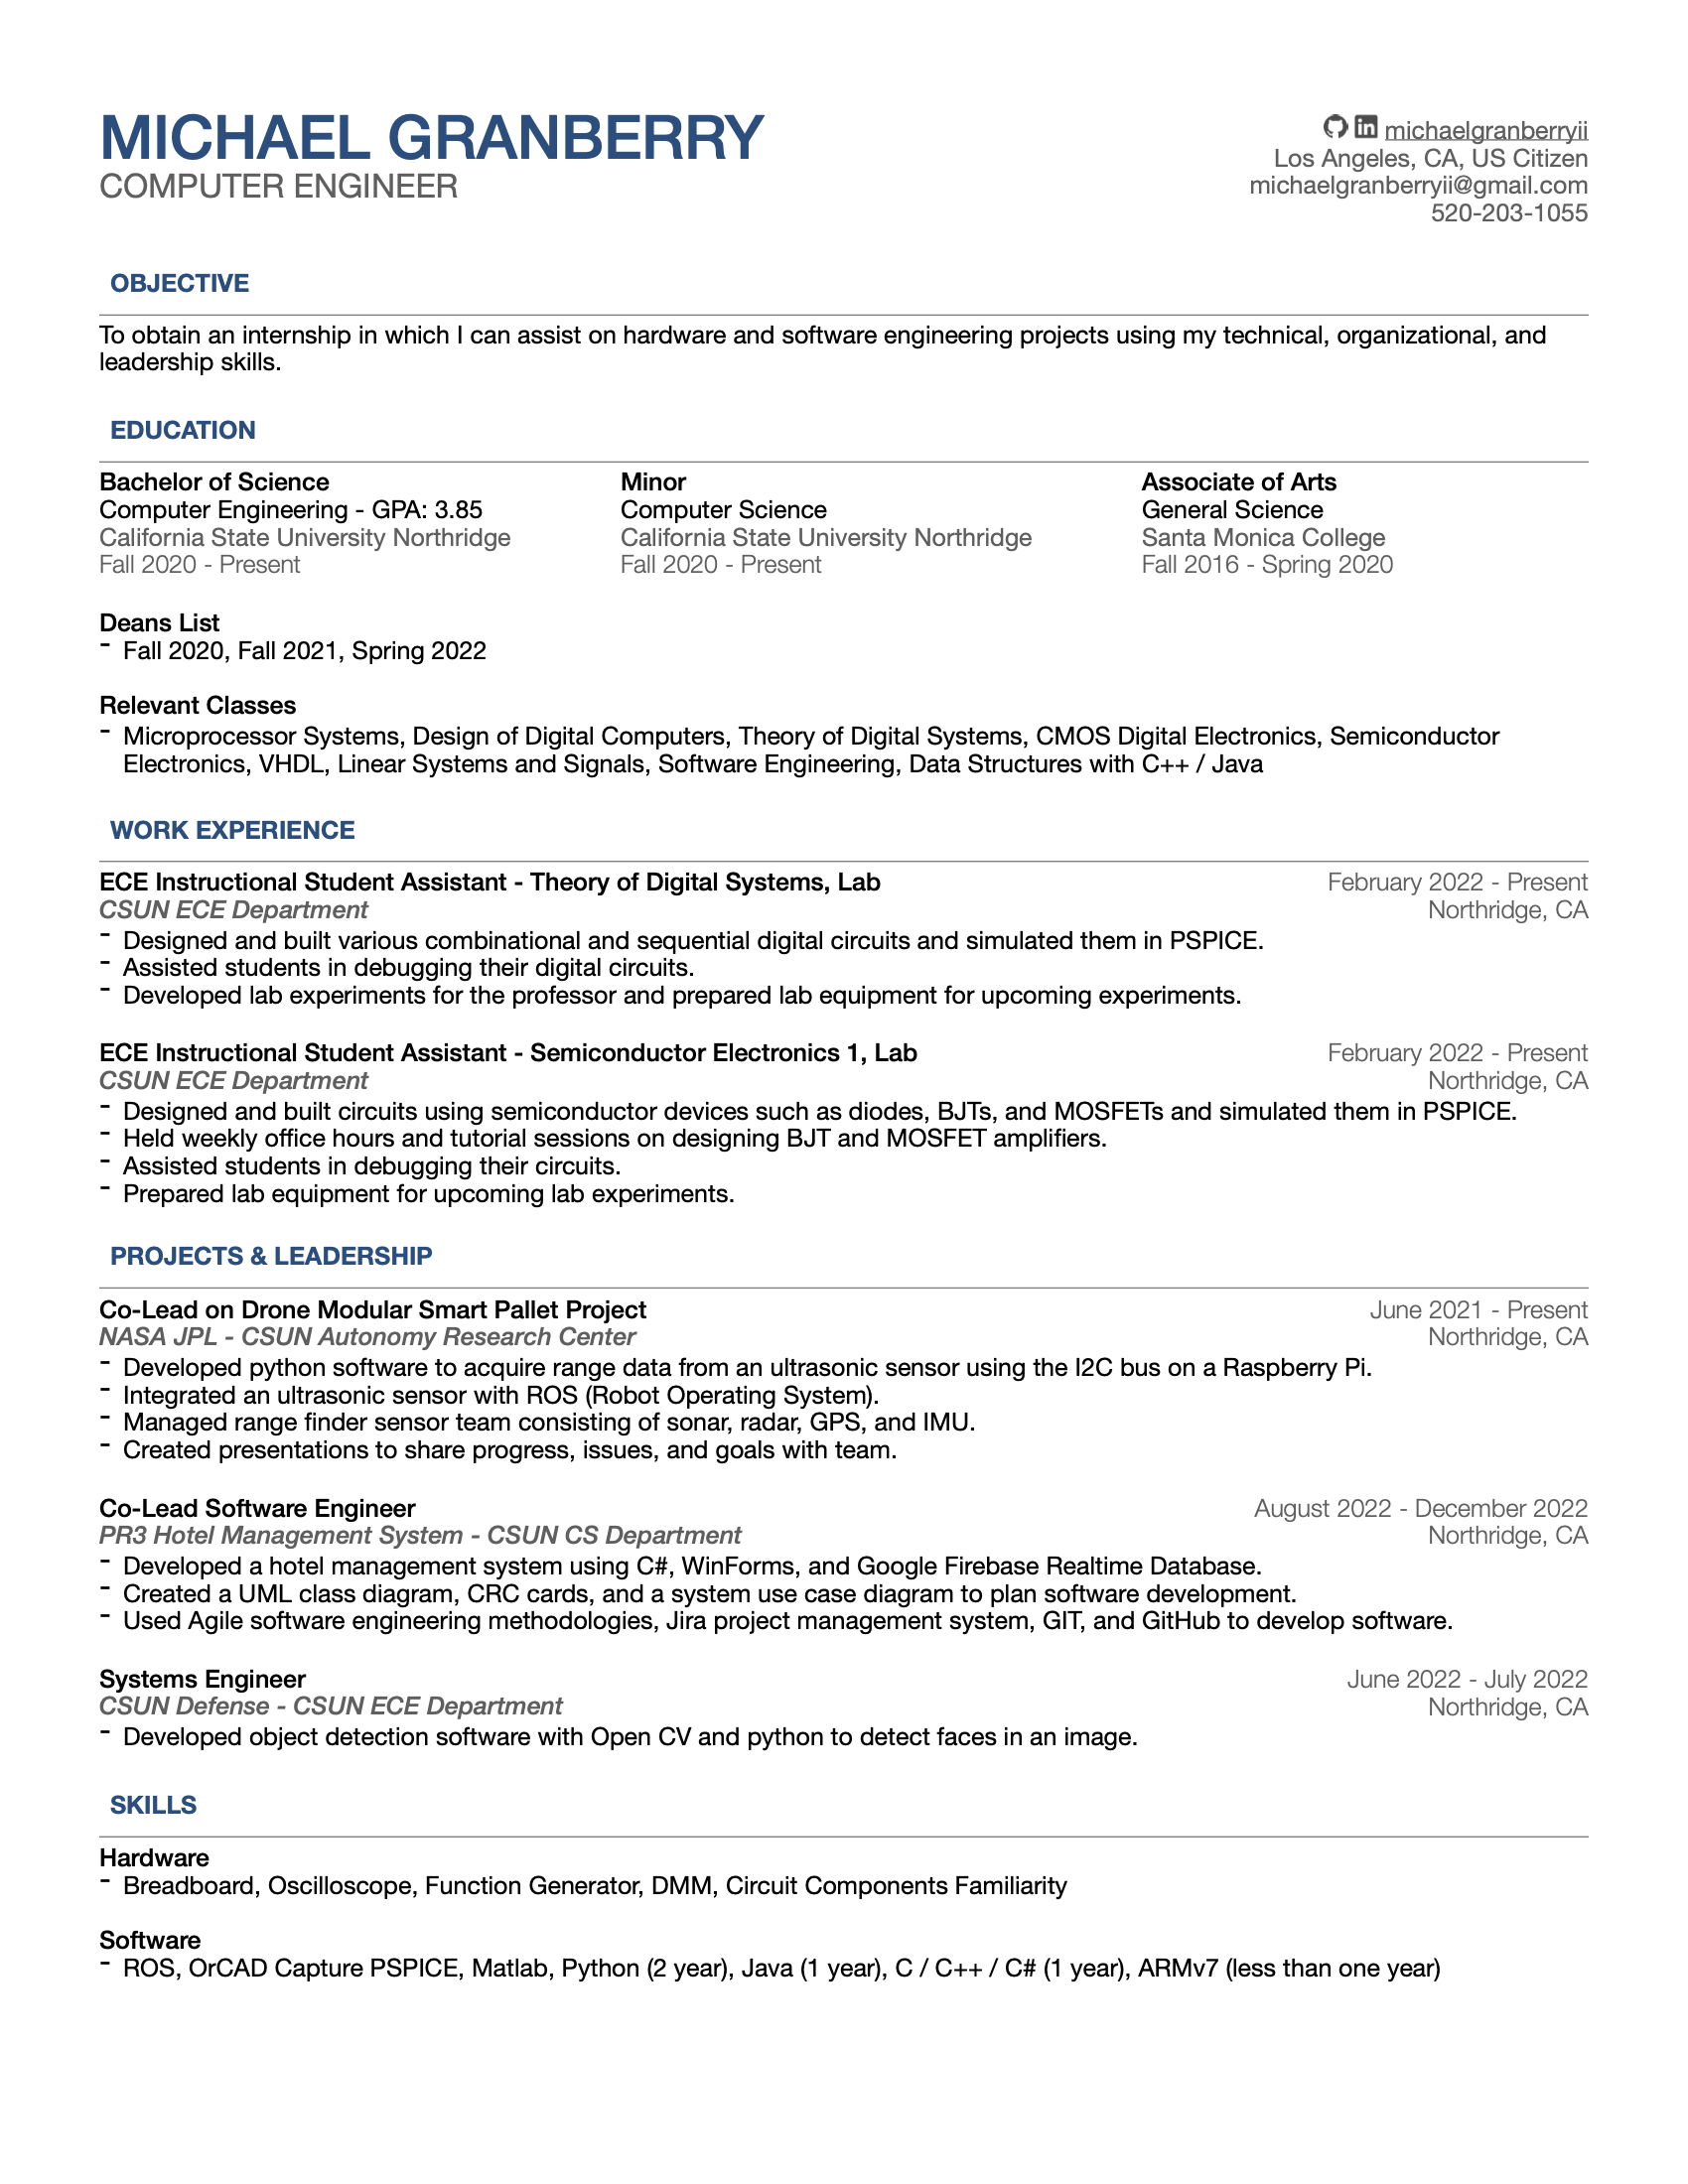 MICHAEL GRANBERRY
COMPUTER ENGINEER
michaelgranberryii
Los Angeles, CA, US Citizen
michaelgranberryii@gmail.com
520-203-1055
OBJECTIVE
To obtain an internship in which I can assist on hardware and software engineering projects using my technical, organizational, and
leadership skills.
EDUCATION
Bachelor of Science
Computer Engineering - GPA: 3.85
California State University Northridge
Fall 2020 - Present
Minor
Computer Science
California State University Northridge
Fall 2020 - Present
Associate of Arts
General Science
Santa Monica College
Fall 2016 - Spring 2020
Deans List
- Fall 2020, Fall 2021, Spring 2022
Relevant Classes
- Microprocessor Systems, Design of Digital Computers, Theory of Digital Systems, CMOS Digital Electronics, Semiconductor
Electronics, VHDL, Linear Systems and Signals, Software Engineering, Data Structures with C++ / Java
WORK EXPERIENCE
ECE Instructional Student Assistant - Theory of Digital Systems, Lab February 2022 - Present
CSUN ECE Department Northridge, CA
- Designed and built various combinational and sequential digital circuits and simulated them in PSPICE.
- Assisted students in debugging their digital circuits.
- Developed lab experiments for the professor and prepared lab equipment for upcoming experiments.
ECE Instructional Student Assistant - Semiconductor Electronics 1, Lab February 2022 - Present
CSUN ECE Department Northridge, CA
- Designed and built circuits using semiconductor devices such as diodes, BJTs, and MOSFETs and simulated them in PSPICE.
- Held weekly office hours and tutorial sessions on designing BJT and MOSFET amplifiers.
- Assisted students in debugging their circuits.
- Prepared lab equipment for upcoming lab experiments.
PROJECTS & LEADERSHIP
Co-Lead on Drone Modular Smart Pallet Project June 2021 - Present
NASA JPL - CSUN Autonomy Research Center Northridge, CA
- Developed python software to acquire range data from an ultrasonic sensor using the I2C bus on a Raspberry Pi.
- Integrated an ultrasonic sensor with ROS (Robot Operating System).
- Managed range finder sensor team consisting of sonar, radar, GPS, and IMU.
- Created presentations to share progress, issues, and goals with team.
Co-Lead Software Engineer August 2022 - December 2022
PR3 Hotel Management System - CSUN CS Department Northridge, CA
- Developed a hotel management system using C#, WinForms, and Google Firebase Realtime Database.
- Created a UML class diagram, CRC cards, and a system use case diagram to plan software development.
- Used Agile software engineering methodologies, Jira project management system, GIT, and GitHub to develop software.
Systems Engineer June 2022 - July 2022
CSUN Defense - CSUN ECE Department Northridge, CA
- Developed object detection software with Open CV and python to detect faces in an image.
SKILLS
Hardware
- Breadboard, Oscilloscope, Function Generator, DMM, Circuit Components Familiarity
Software
- ROS, OrCAD Capture PSPICE, Matlab, Python (2 year), Java (1 year), C / C++ / C# (1 year), ARMv7 (less than one year)